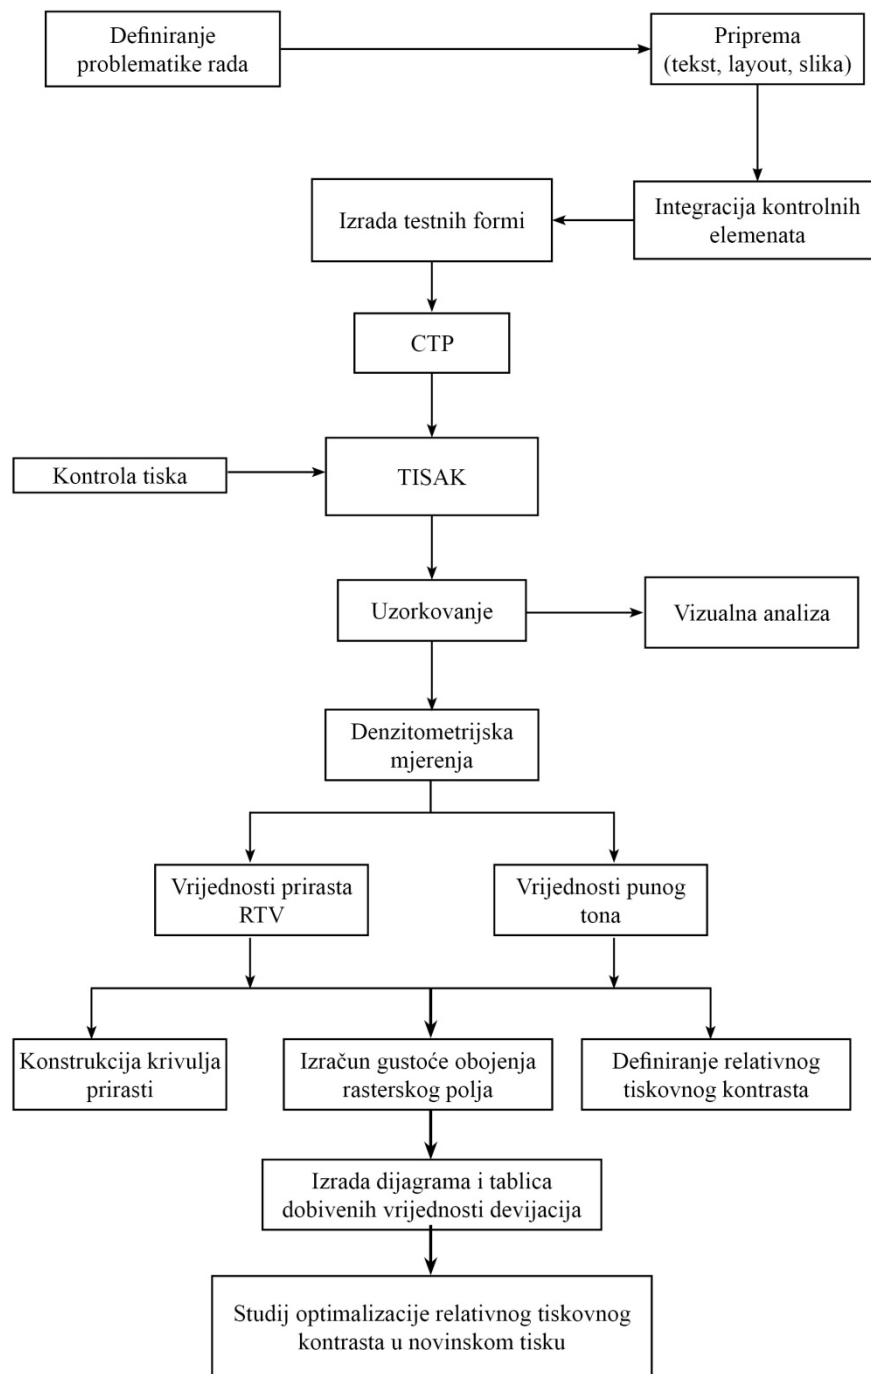 Definiranje
problematike rada
Priprema
(tekst, layout, slika)
Integracija kontrolnih
elemenata
Izrada testnih formi
CTP
Kontrola tiska
TISAK
Uzorkovanje
Vizualna analiza
Denzitometrijska
mjerenja
Vrijednosti prirasta
RTV
Vrijednosti punog
tona
Konstrukcija krivulja
prirasti
Izračun gustoće obojenja
rasterskog polja
Definiranje relativnog
tiskovnog kontrasta
Izrada dijagrama i tablica
dobivenih vrijednosti devijacija
Studij optimalizacije relativnog tiskovnog
kontrasta u novinskom tisku